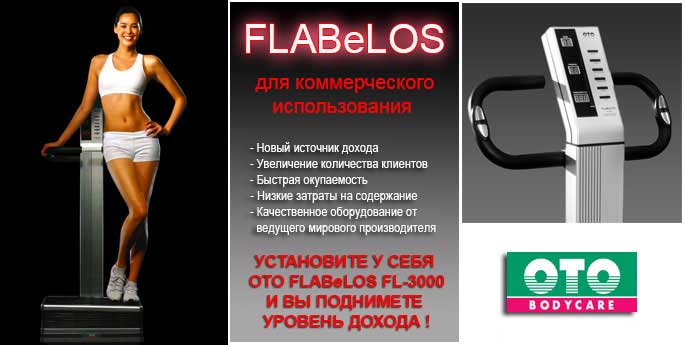 FLABeLOS
для коммерческого
использования
- Новый источник дохода
- Увеличение количества клиентов
- Быстрая окупаемость
- Низкие затраты на содержание
- Качественное оборудование от
ведущего мирового производителя
УСТАНОВИТЕ У СЕБЯ
OTO FLABeLOS FL-3000
И ВЫ ПОДНИМЕТЕ
УРОВЕНЬ ДОХОДА !
OTO
OTO
BODYCARE